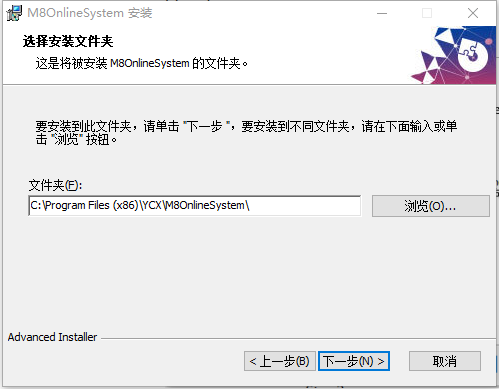 M8OnlineSystem 安装
选择安装文件夹
这是将被安装 M8OnlineSystem 的文件夹。
要安装到此文件夹，请单击 "下一步 "，要安装到不同文件夹，请在下面输入或单
击 "浏览" 按钮。
文件夹(F):
C:\Program Files (x86)\YCX\M8OnlineSystem\
浏览(O)...
Advanced Installer
< 上一步(B)
下一步(N) >
取消